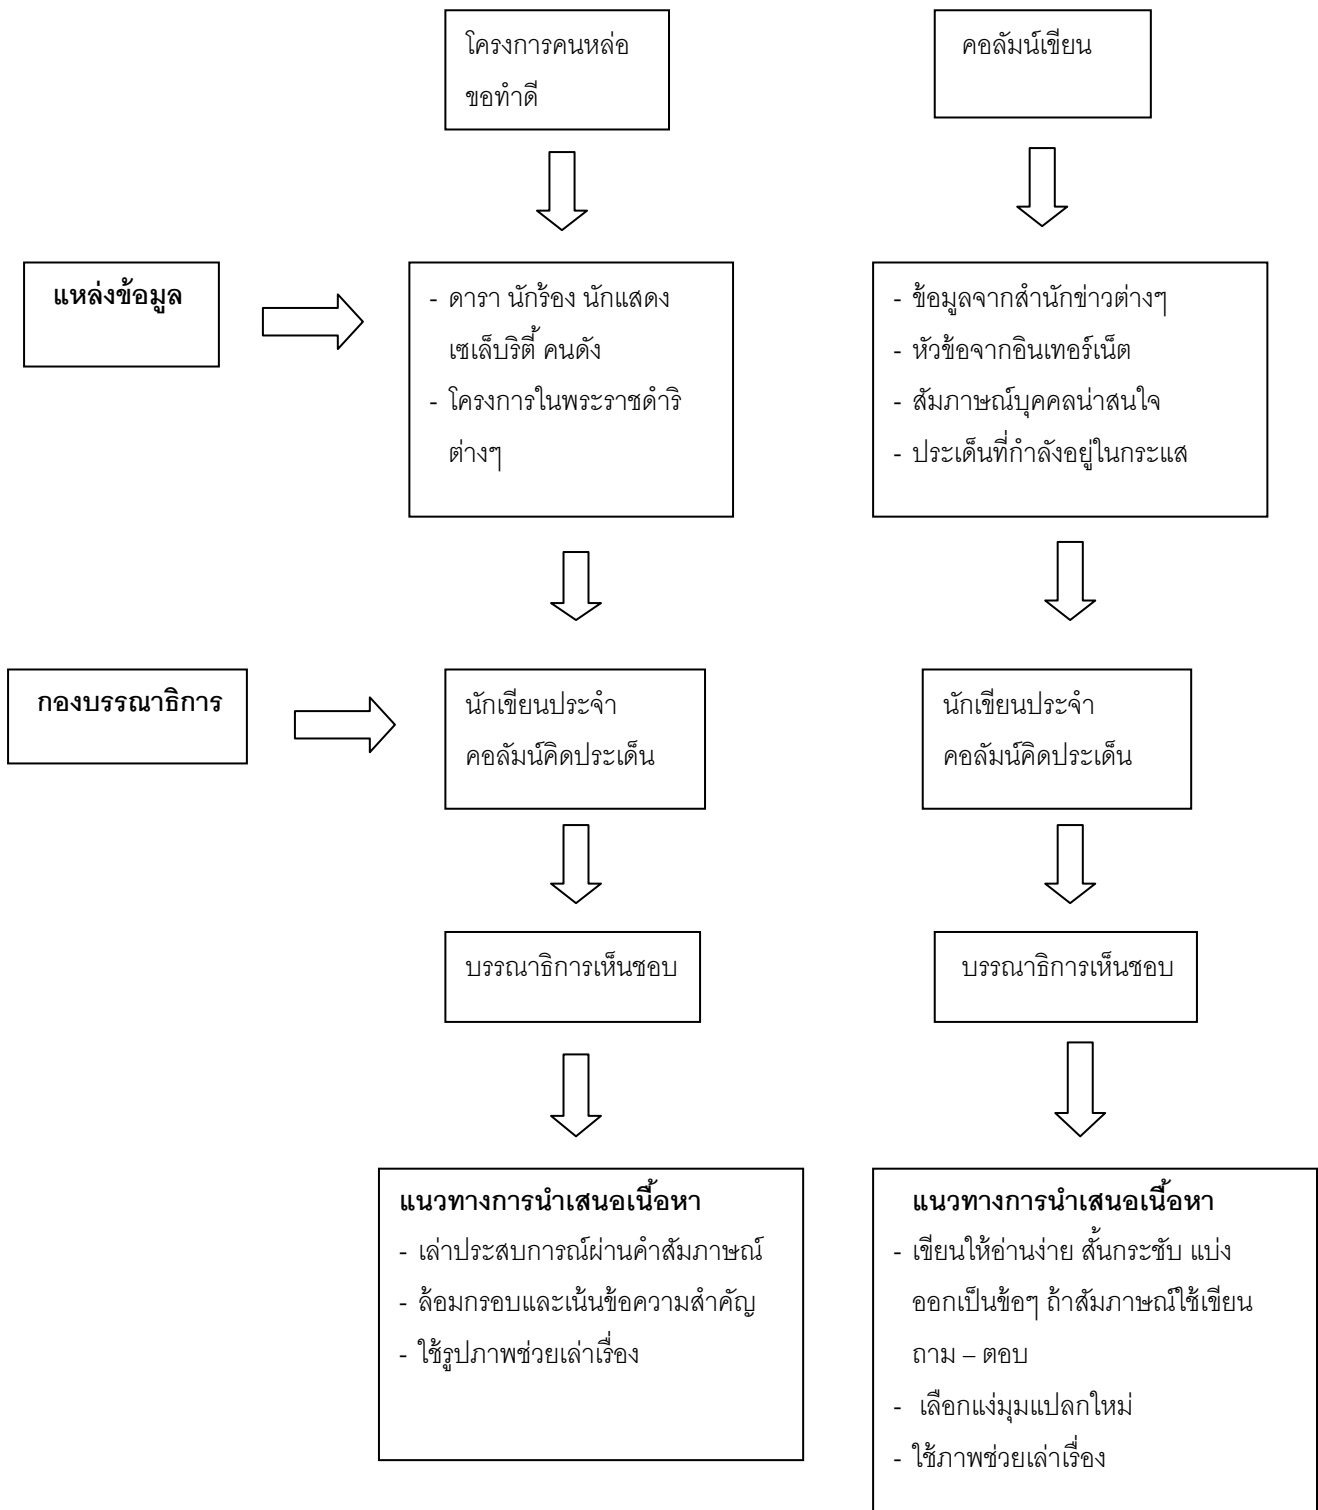 โครงการคนหล่อ
ขอทำดี
คอลัมน์เขียน
แหล่งข้อมูล
- ดารา นักร้อง นักแสดง
เซเล็บริตี้ คนดัง
- โครงการในพระราชดำริ
ต่างๆ
- ข้อมูลจากสำนักข่าวต่างๆ
- หัวข้อจากอินเทอร์เน็ต
- สัมภาษณ์บุคคลน่าสนใจ
- ประเด็นที่กำลังอยู่ในกระแส
กองบรรณาธิการ
นักเขียนประจำ
คอลัมน์คิดประเด็น
นักเขียนประจำ
คอลัมน์คิดประเด็น
บรรณาธิการเห็นชอบ
บรรณาธิการเห็นชอบ
แนวทางการนำเสนอเนื้อหา
- เล่าประสบการณ์ผ่านคำสัมภาษณ์
- ล้อมกรอบและเน้นข้อความสำคัญ
- ใช้รูปภาพช่วยเล่าเรื่อง
แนวทางการนำเสนอเนื้อหา
- เขียนให้อ่านง่าย สั้นกระชับ แบ่ง
ออกเป็นข้อๆ ถ้าสัมภาษณ์ใช้เขียน
ถาม – ตอบ
- เลือกแง่มุมแปลกใหม่
- ใช้ภาพช่วยเล่าเรื่อง